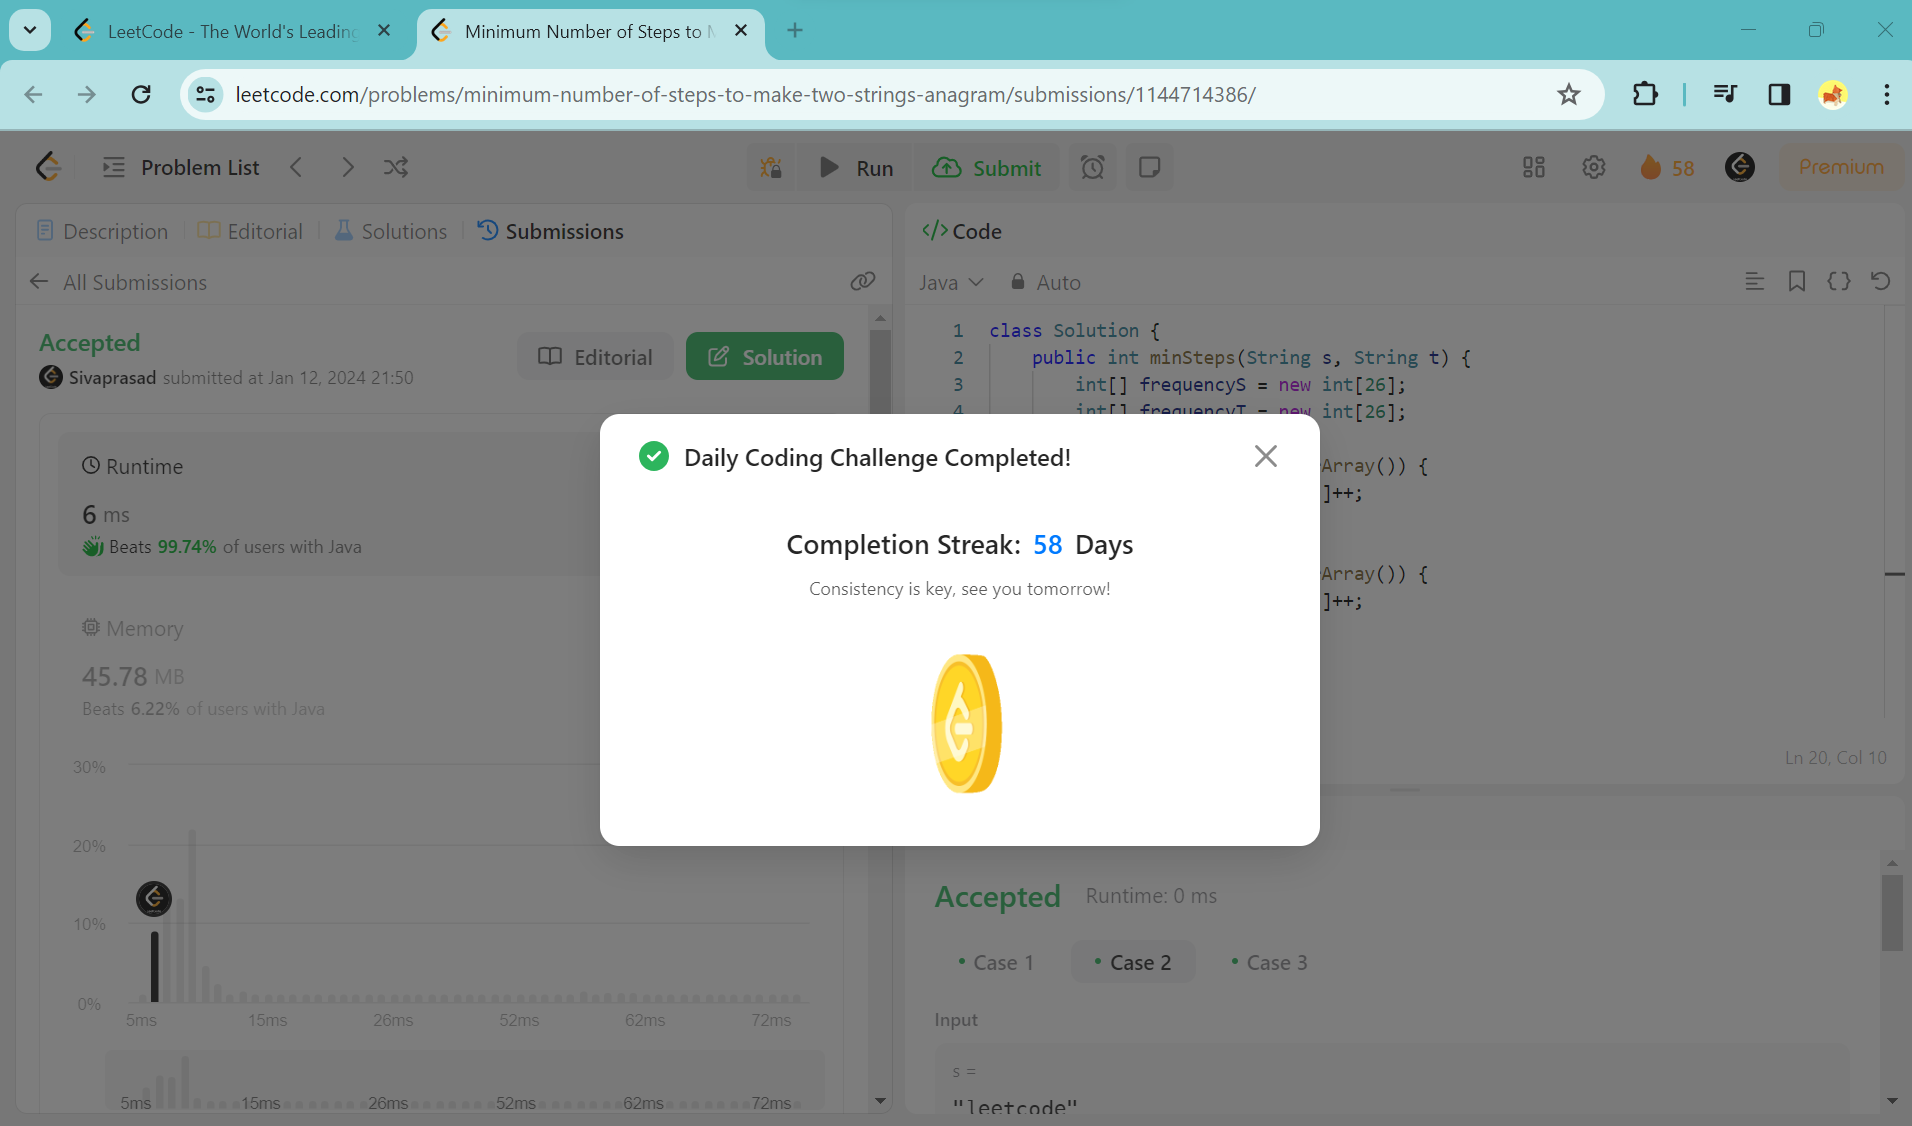 LeetCode - The World's Leading
Minimum Number of Steps to M
leetcode.com/problems/minimum-number-of-steps-to-make-two-strings-anagram/submissions/1144714386/
Problem List
Run
Submit
58
Premium
Description
Editorial
Solutions
Submissions
All Submissions
Accepted
Sivaprasad submitted at Jan 12, 2024 21:50
Editorial
Solution
Runtime
6 ms
Beats 99.74% of users with Java
Memory
45.78 MB
Beats 6.22% of users with Java
30%
20%
10%
0%
5ms 15ms 26ms 52ms 62ms 72ms
5ms 15ms 26ms 52ms 62ms 72ms
Daily Coding Challenge Completed!
Completion Streak: 58 Days
Consistency is key, see you tomorrow!
</> Code
Java
Auto
1 class Solution {
2 public int minSteps(String s, String t) {
3 int[] frequencyS = new int[26];
4 int[] frequencyT = new int[26];
Array()) {
]++;
Array()) {
]++;
Ln 20, Col 10
Accepted Runtime: 0 ms
• Case 1 • Case 2 • Case 3
Input
s =
"leetcode"